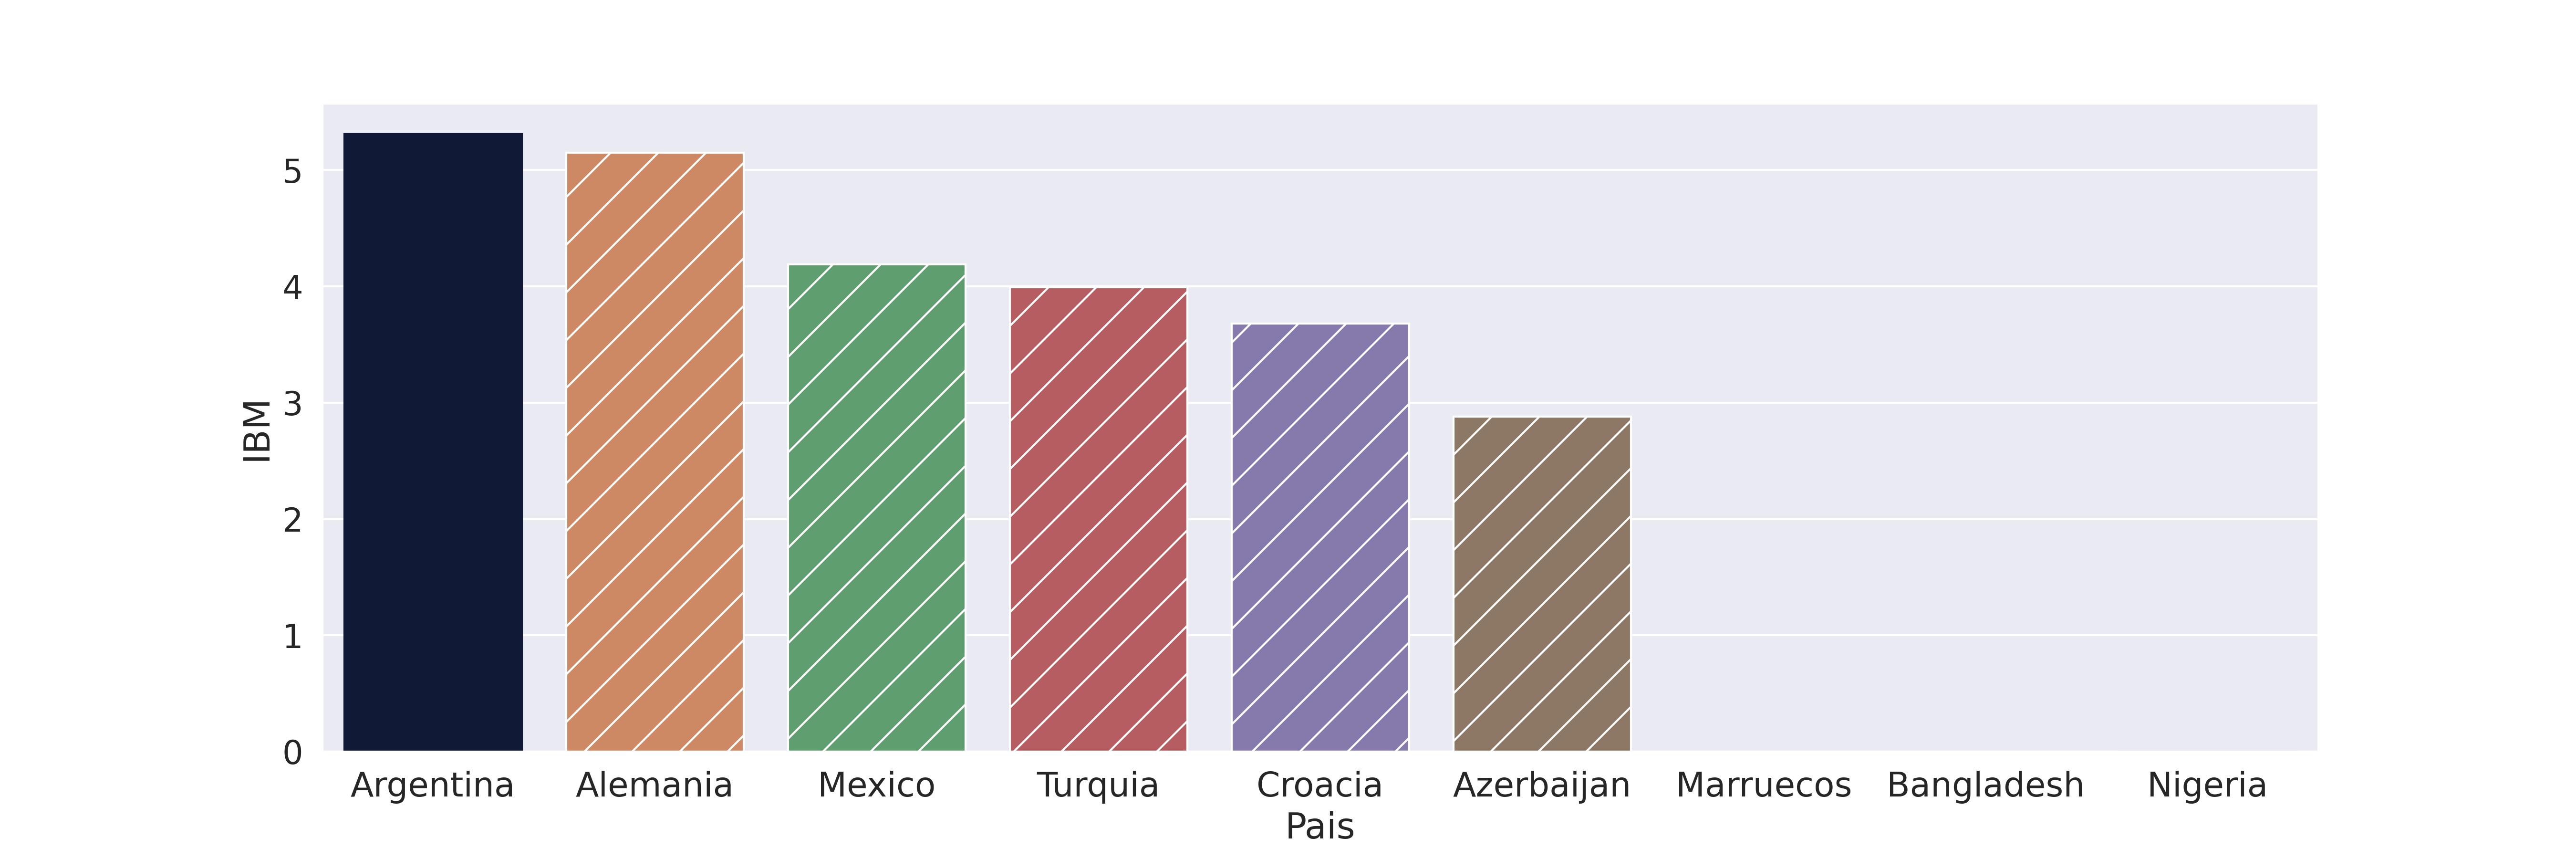 IBM
5
4
3
2
1
0
Argentina Alemania Mexico Turquia Croacia Azerbaijan Marruecos Bangladesh Nigeria
Pais